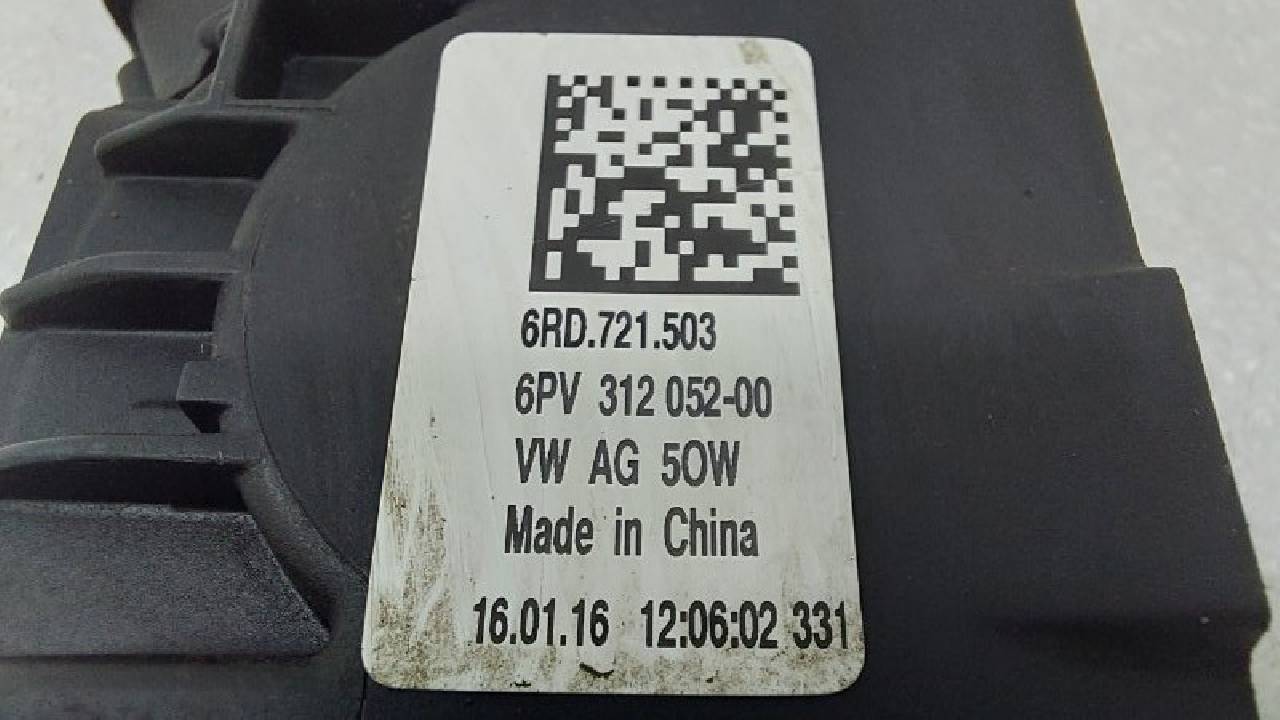 6RD.721.503
6PV 312 052-00
VW AG 5OW
Made in China
16.01.16 12:06:02 331